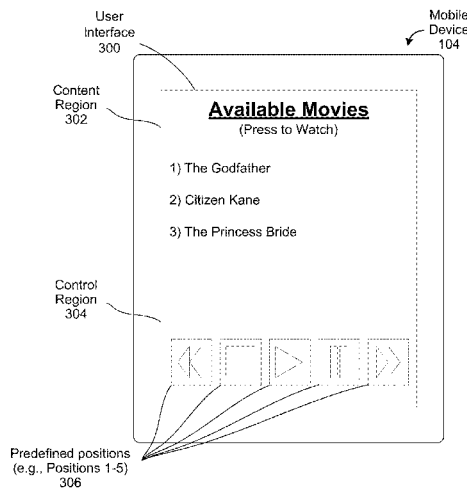 User
Interface
300
Mobile
Device
104
Content
Region
302
Available Movies
(Press to Watch)
1) The Godfather
2) Citizen Kane
3) The Princess Bride
Control
Region
304
Predefined positions
(e.g., Positions 1-5)
306